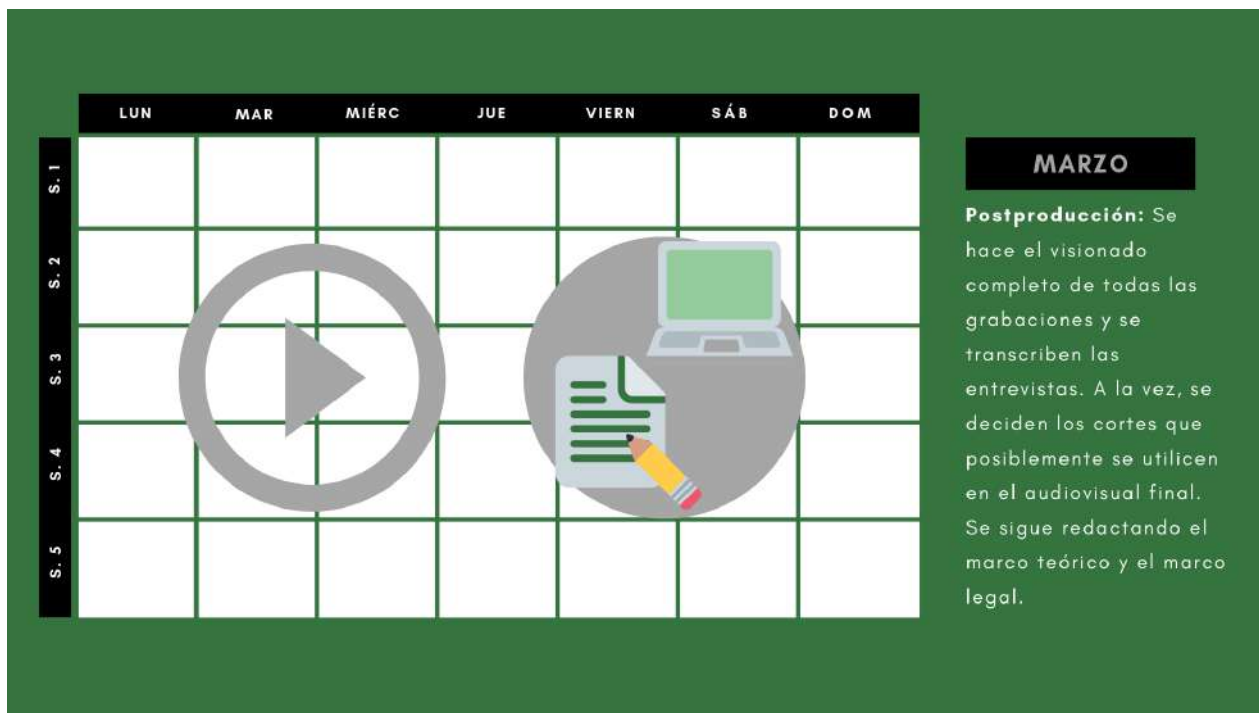 LUN MAR MIÉRC JUE VIERN SÁB DOM
S. 1
S. 2
S. 3
S. 4
S. 5
MARZO
Postproducción: Se
hace el visionado
completo de todas las
grabaciones y se
transcriben las
entrevistas. A la vez, se
deciden los cortes que
posiblemente se utilicen
en el audiovisual final.
Se sigue redactando el
marco teórico y el marco
legal.